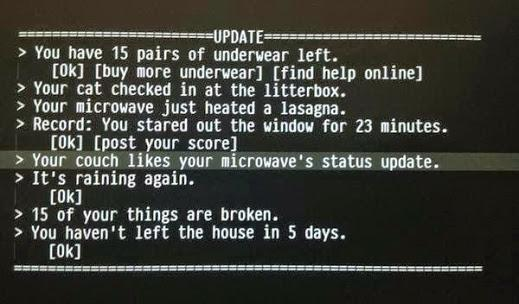 ====================UPDATE=======================
> You have 15 pairs of underwear left.
[Ok] [buy more underwear] [find help online]
> Your cat checked in at the litterbox.
> Your microwave just heated a lasagna.
> Record: You stared out the window for 23 minutes.
[Ok] [post your score]
> Your couch likes your microwave's status update.
> It's raining again.
[Ok]
> 15 of your things are broken.
> You haven't left the house in 5 days.
[Ok]
==================================================